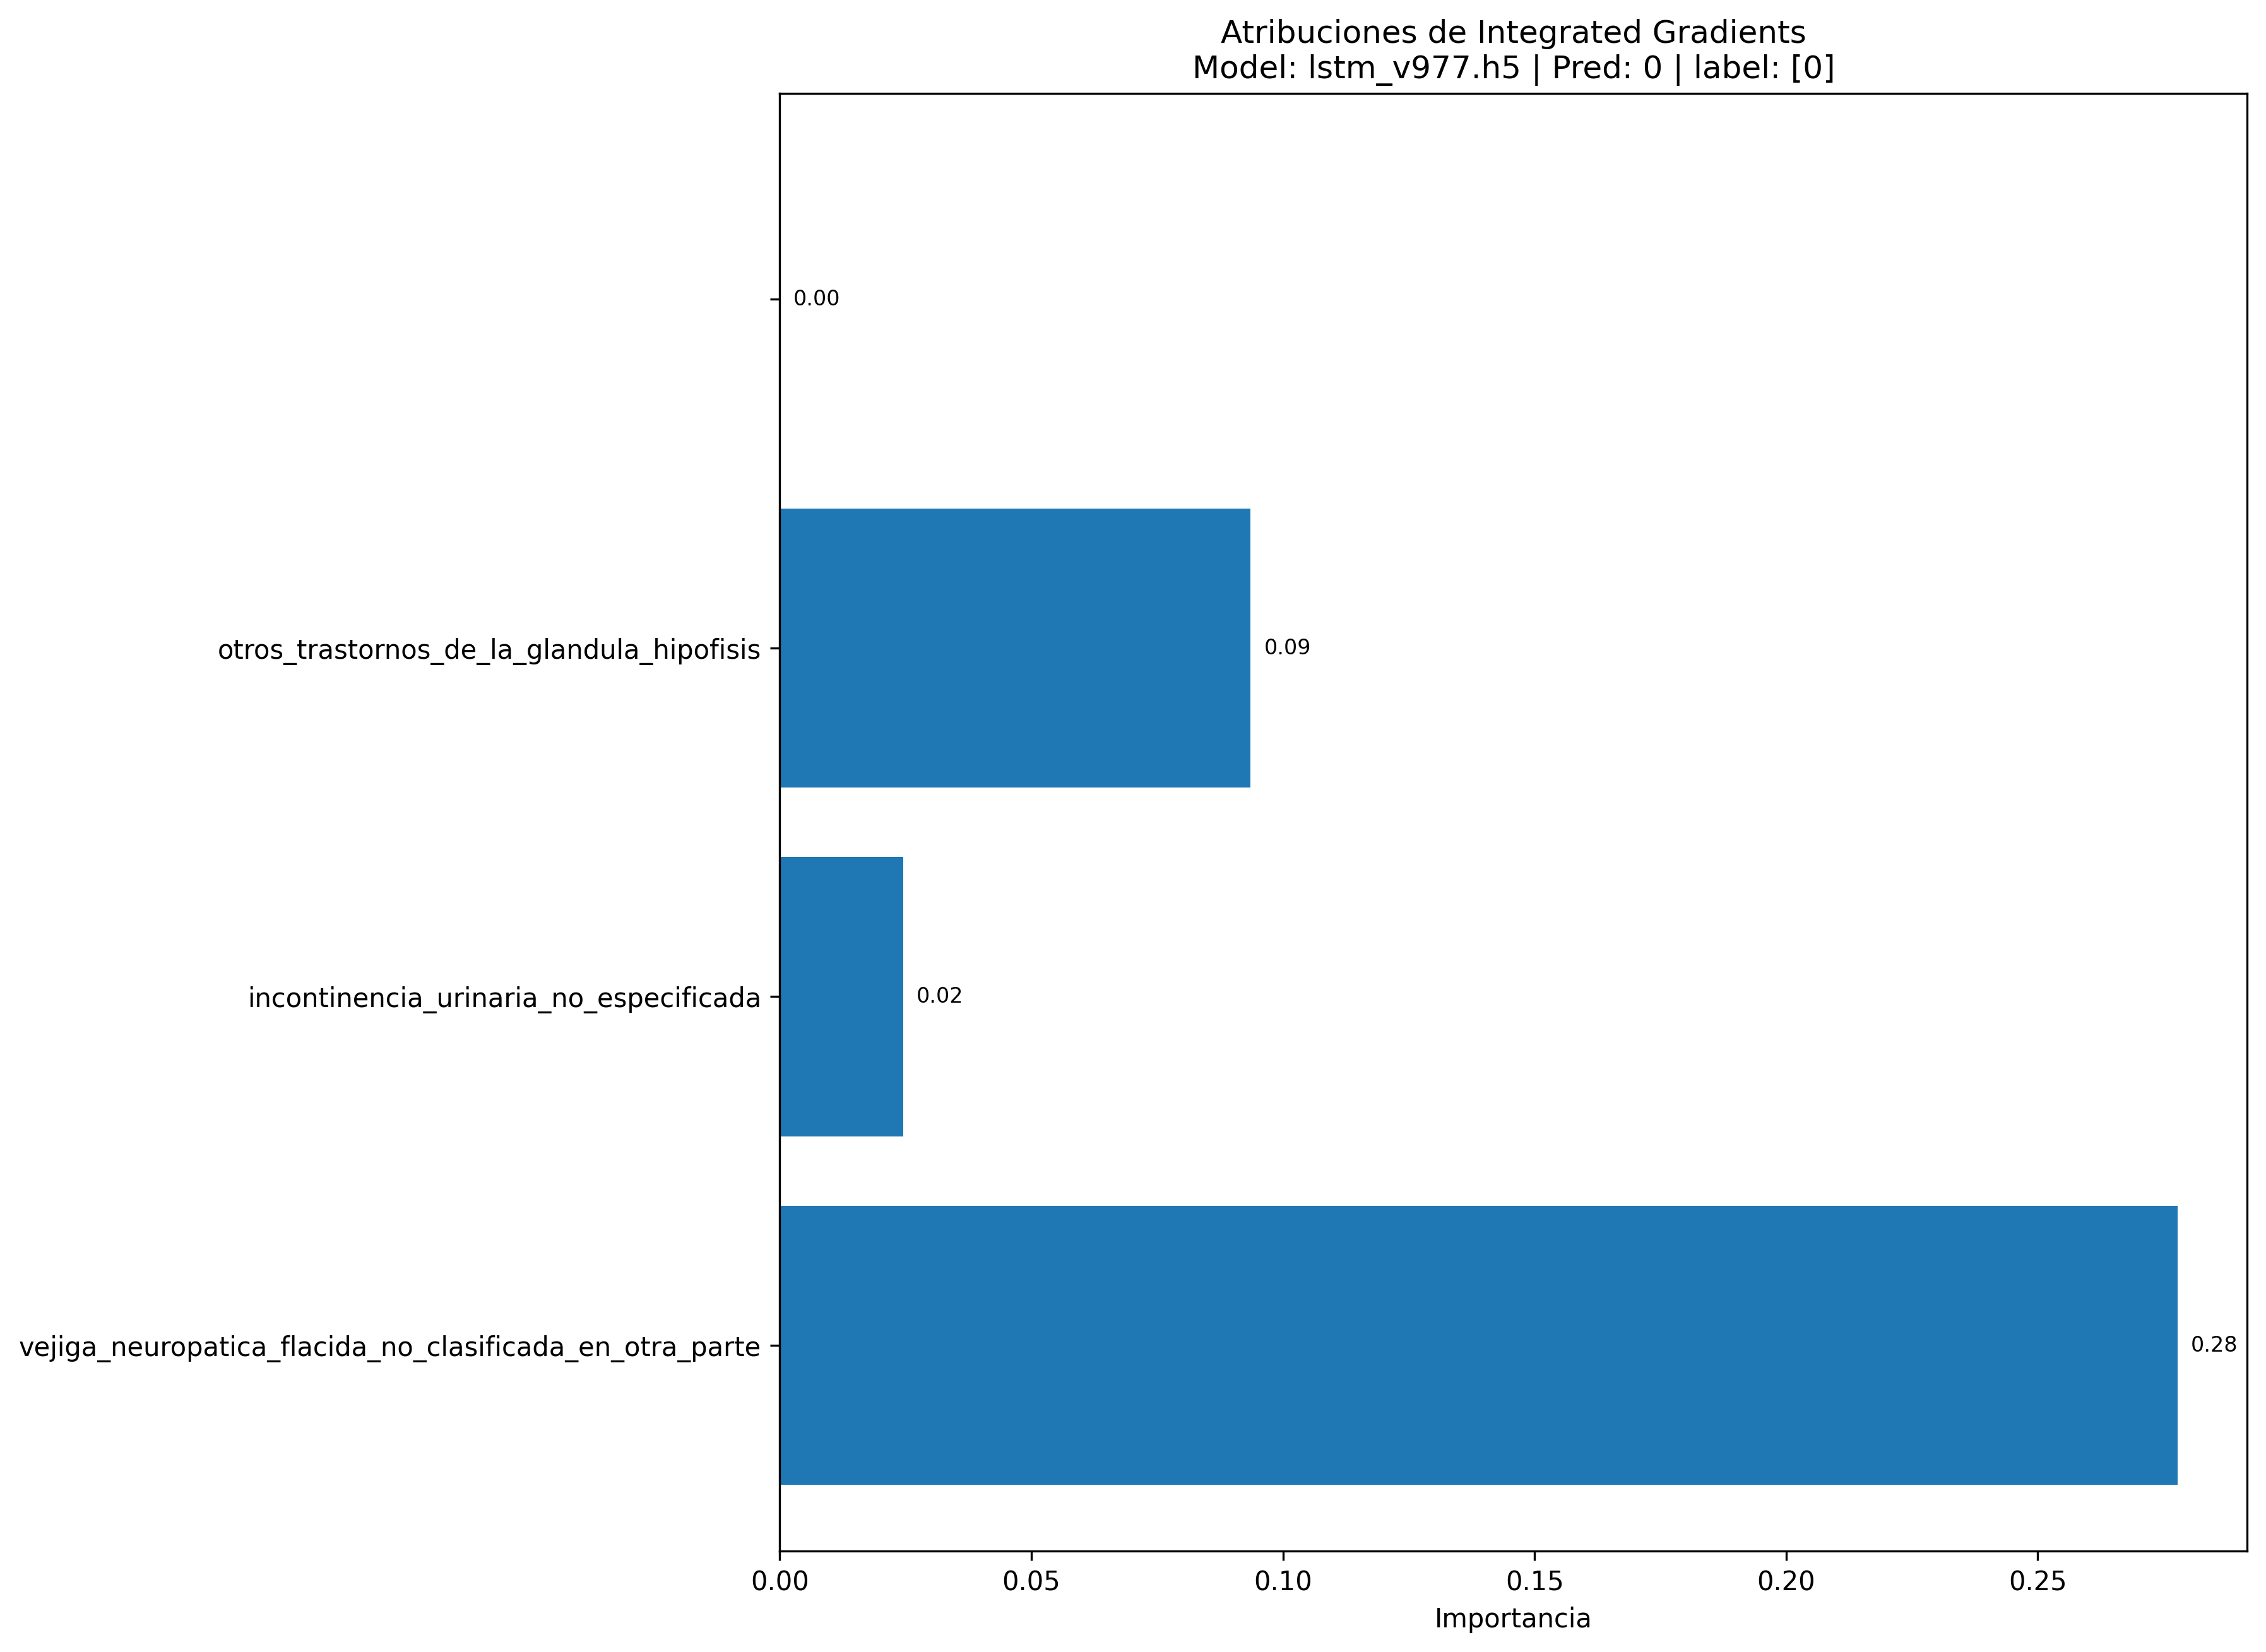 Atribuciones de Integrated Gradients
Model: lstm_v977.h5 | Pred: 0 | label: [0]
0.00
otros_trastornos_de_la_glandula_hipofisis
0.09
incontinencia_urinaria_no_especificada
0.02
vejiga_neuropatica_flacida_no_clasificada_en_otra_parte
0.28
0.00 0.05 0.10 0.15 0.20 0.25
Importancia